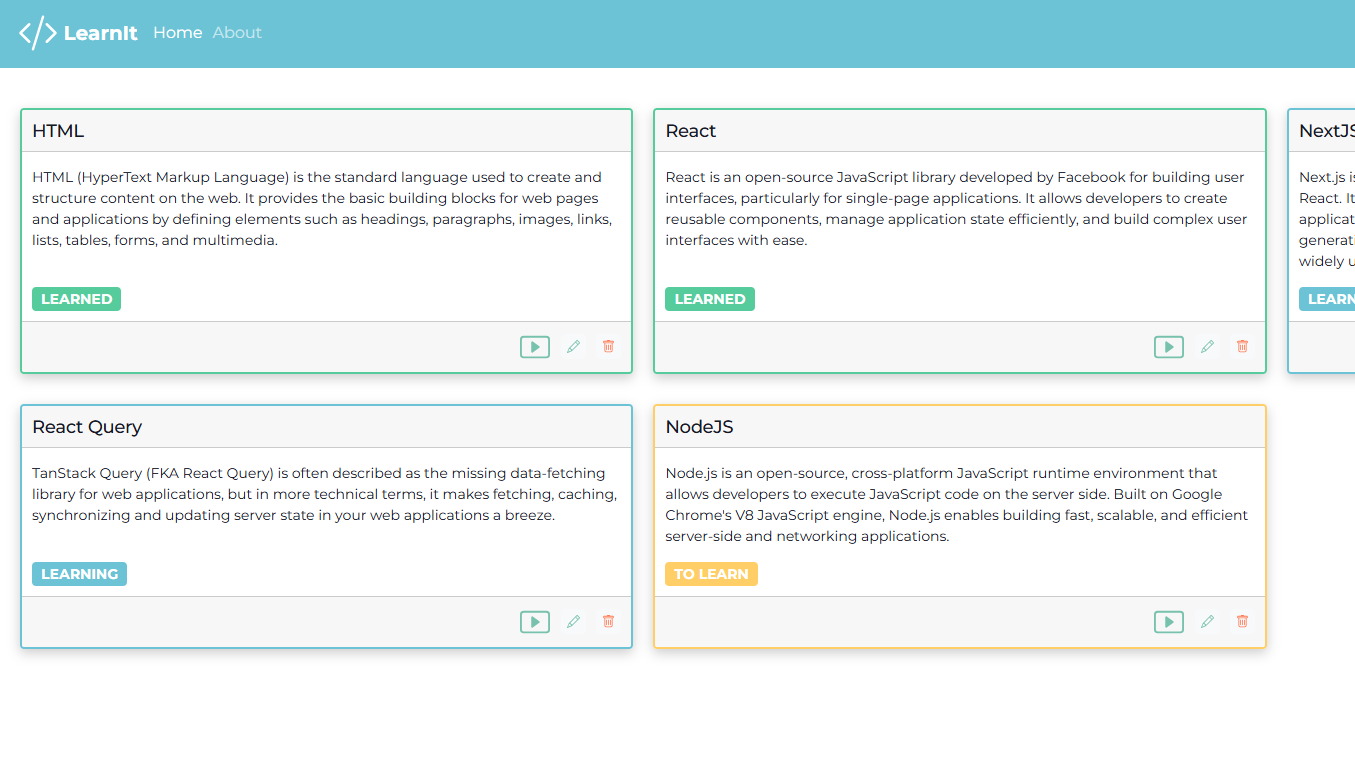 LearnIt Home About
HTML
HTML (HyperText Markup Language) is the standard language used to create and
structure content on the web. It provides the basic building blocks for web pages
and applications by defining elements such as headings, paragraphs, images, links,
lists, tables, forms, and multimedia.
LEARNED
React
React is an open-source JavaScript library developed by Facebook for building user
interfaces, particularly for single-page applications. It allows developers to create
reusable components, manage application state efficiently, and build complex user
interfaces with ease.
LEARNED
NextJS
Next.js is
React. It
applicat
generati
widely u
LEARN
React Query
TanStack Query (FKA React Query) is often described as the missing data-fetching
library for web applications, but in more technical terms, it makes fetching, caching,
synchronizing and updating server state in your web applications a breeze.
LEARNING
NodeJS
Node.js is an open-source, cross-platform JavaScript runtime environment that
allows developers to execute JavaScript code on the server side. Built on Google
Chrome's V8 JavaScript engine, Node.js enables building fast, scalable, and efficient
server-side and networking applications.
TO LEARN